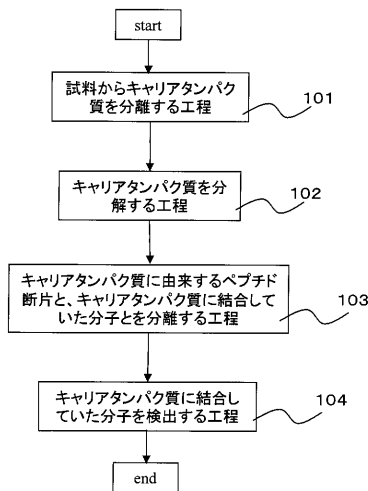 start
試料からキャリアタンパク
質を分離する工程
101
キャリアタンパク質を分
解する工程
102
キャリアタンパク質に由来するペプチド
断片と、キャリアタンパク質に結合して
いた分子とを分離する工程
103
キャリアタンパク質に結合し
ていた分子を検出する工程
104
end